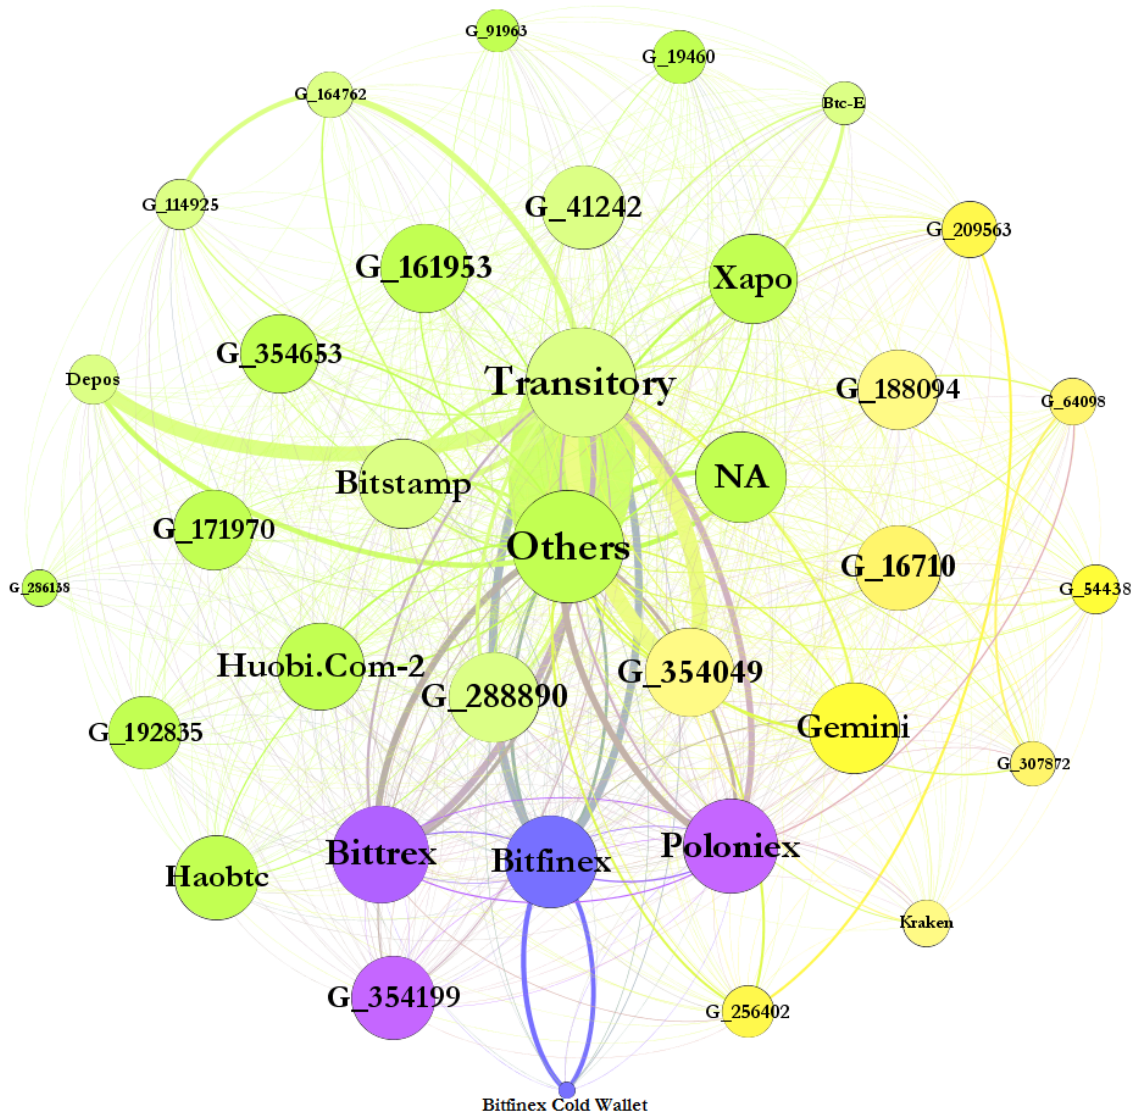 G_91963
G_19460
G_164762
Btc-E
G_114925
G_41242
G_209563
G_161953
Xapo
G_354653
Depos
Transitory
G_188094
G_64098
Bitstamp
NA
G_171970
Others
G_16710
G_286138
G_54438
Huobi.Com-2
G_288890
G_354049
Gemini
G_192835
G_307872
Bittrex
Bitfinex
Poloniex
Haobtc
Kraken
G_354199
G_256402
Bitfinex Cold Wallet